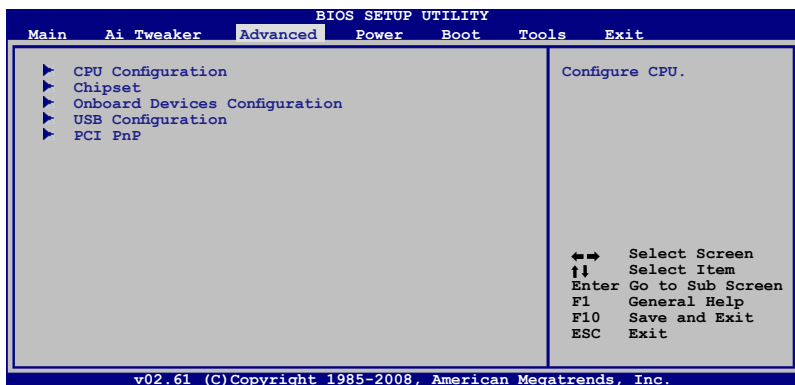 BIOS SETUP UTILITY
Main Ai Tweaker Advanced Power Boot Tools Exit
CPU Configuration
Chipset
Onboard Devices Configuration
USB Configuration
PCI PnP
Configure CPU.
Select Screen
Select Item
Enter Go to Sub Screen
F1 General Help
F10 Save and Exit
ESC Exit
v02.61 (C)Copyright 1985-2008, American Megatrends, Inc.